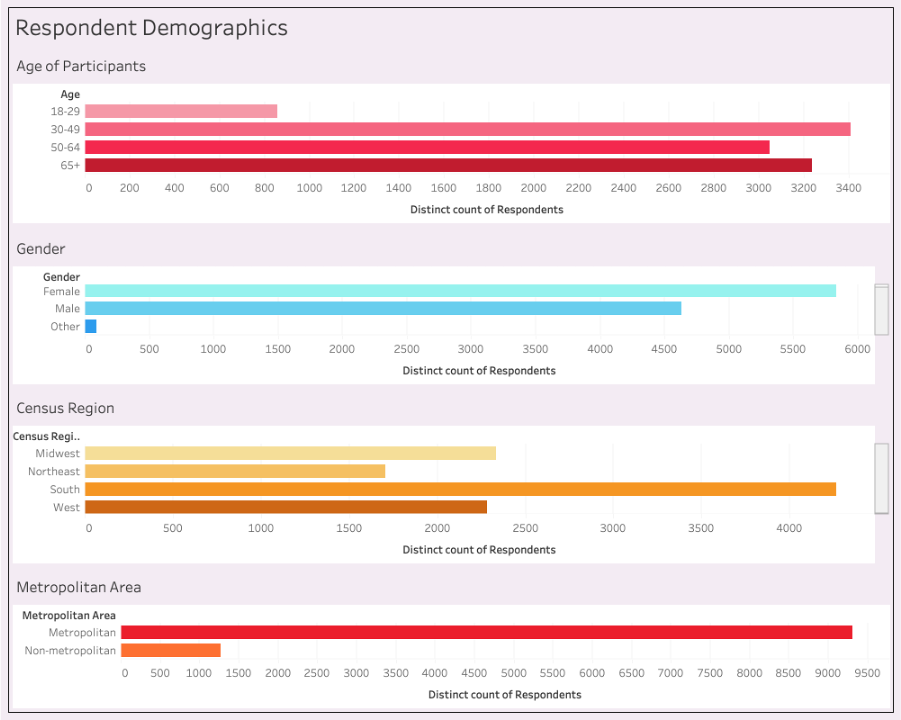 Respondent Demographics
Age of Participants
Age
18-29
30-49
50-64
65+
0 200 400 600 800 1000 1200 1400 1600 1800 2000 2200 2400 2600 2800 3000 3200 3400
Distinct count of Respondents
Gender
Gender
Female
Male
Other
0 500 1000 1500 2000 2500 3000 3500 4000 4500 5000 5500 6000
Distinct count of Respondents
Census Region
Census Regi..
Midwest
Northeast
South
West
0 500 1000 1500 2000 2500 3000 3500 4000
Distinct count of Respondents
Metropolitan Area
Metropolitan Area
Metropolitan
Non-metropolitan
0 500 1000 1500 2000 2500 3000 3500 4000 4500 5000 5500 6000 6500 7000 7500 8000 8500 9000 9500
Distinct count of Respondents